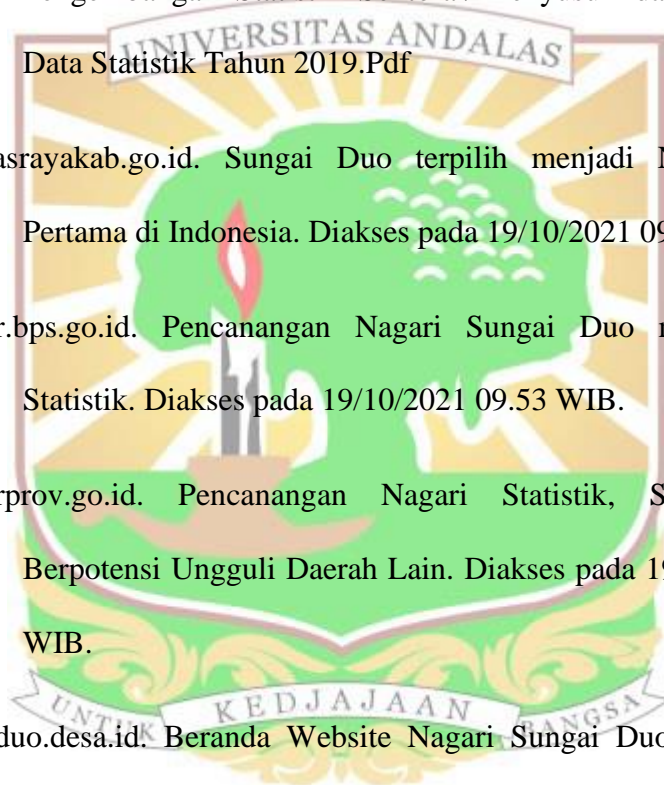 UNIVERSITAS ANDALAS
Data Statistik Tahun 2019.Pdf
asrayakab.go.id. Sungai Duo terpilih menjadi
Pertama di Indonesia. Diakses pada 19/10/2021 09
r.bps.go.id. Pencanangan Nagari Sungai Duo
Statistik. Diakses pada 19/10/2021 09.53 WIB.
rprov.go.id. Pencanangan Nagari Statistik, S
Berpotensi Ungguli Daerah Lain. Diakses pada 19
WIB.
UNTUK KEDJAJAAN BANGSA
duo.desa.id. Beranda Website Nagari Sungai Duo